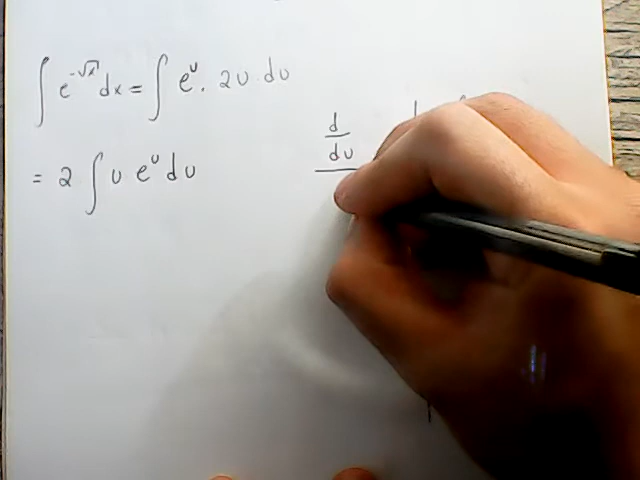 ∫ e^{-√x} dx = ∫ e^u . 2u . du
= 2 ∫ u e^u du
d/du